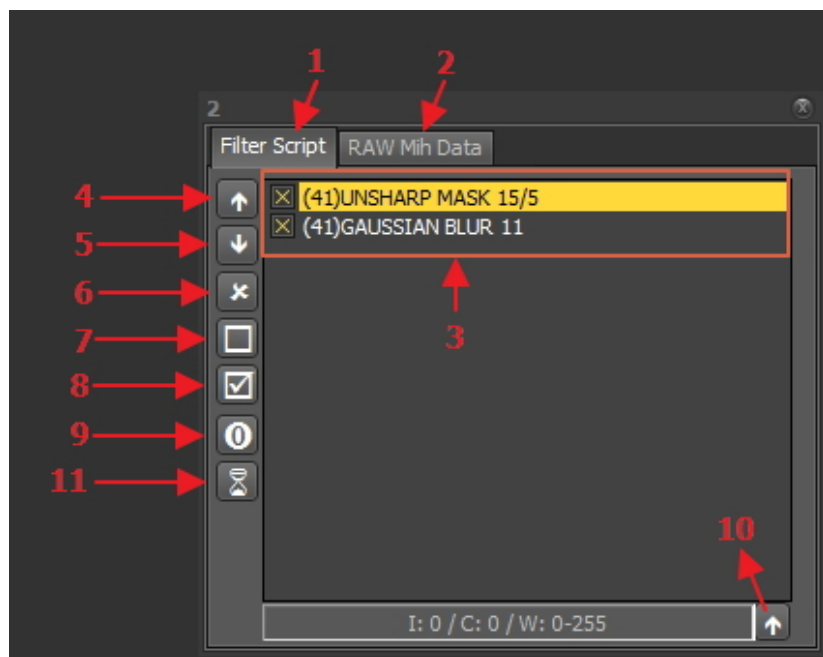 1
2
2
Filter Script
RAW Mih Data
4
(41)UNSHARP MASK 15/5
5
(41)GAUSSIAN BLUR 11
6
3
7
8
9
0
11
10
I: 0 / C: 0 / W: 0-255